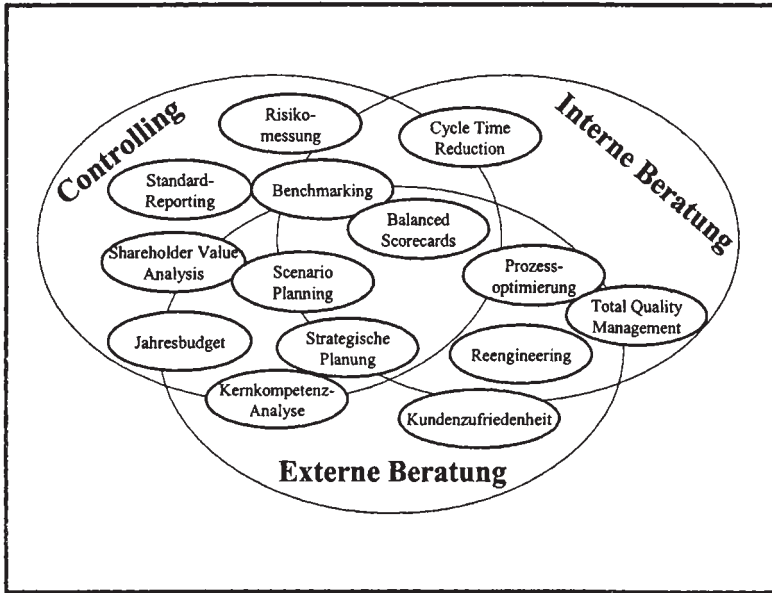 Controlling
Interne Beratung
Risiko-
messung
Cycle Time
Reduction
Standard-
Reporting
Benchmarking
Balanced
Scorecards
Shareholder Value
Analysis
Scenario
Planning
Prozess-
optimierung
Total Quality
Management
Jahresbudget
Strategische
Planung
Reengineering
Kernkompetenz-
Analyse
Kundenzufriedenheit
Externe Beratung